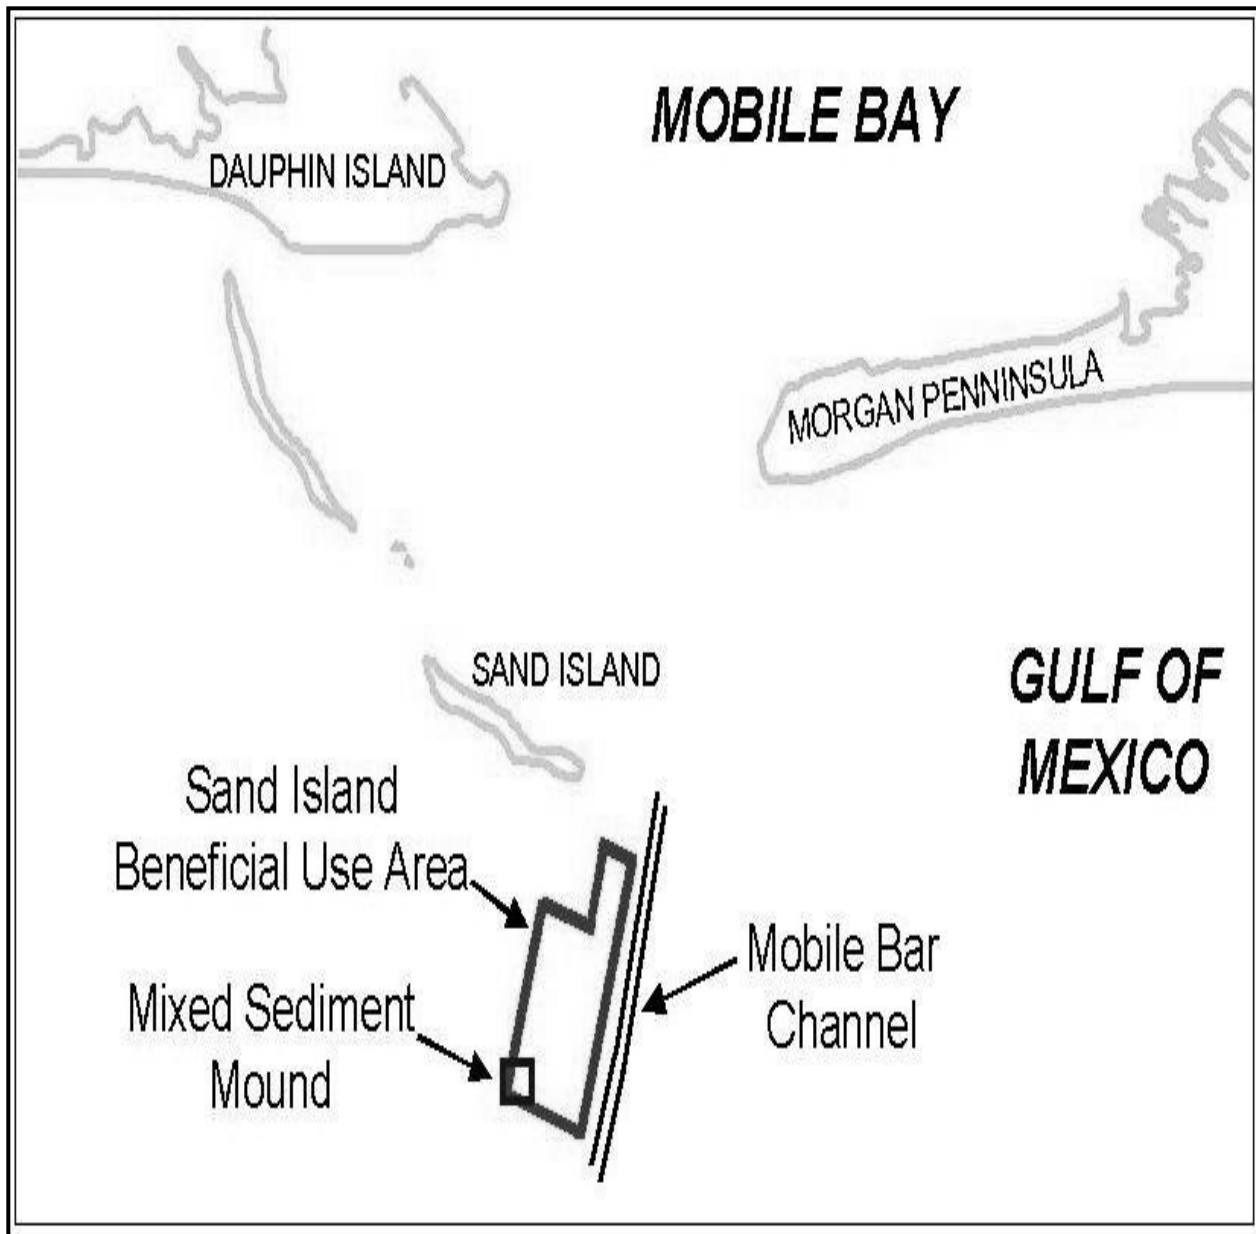 MOBILE BAY
DAUPHIN ISLAND
MORGAN PENNINSULA
SAND ISLAND
GULF OF
MEXICO
Sand Island
Beneficial Use Area
Mobile Bar
Channel
Mixed Sediment
Mound